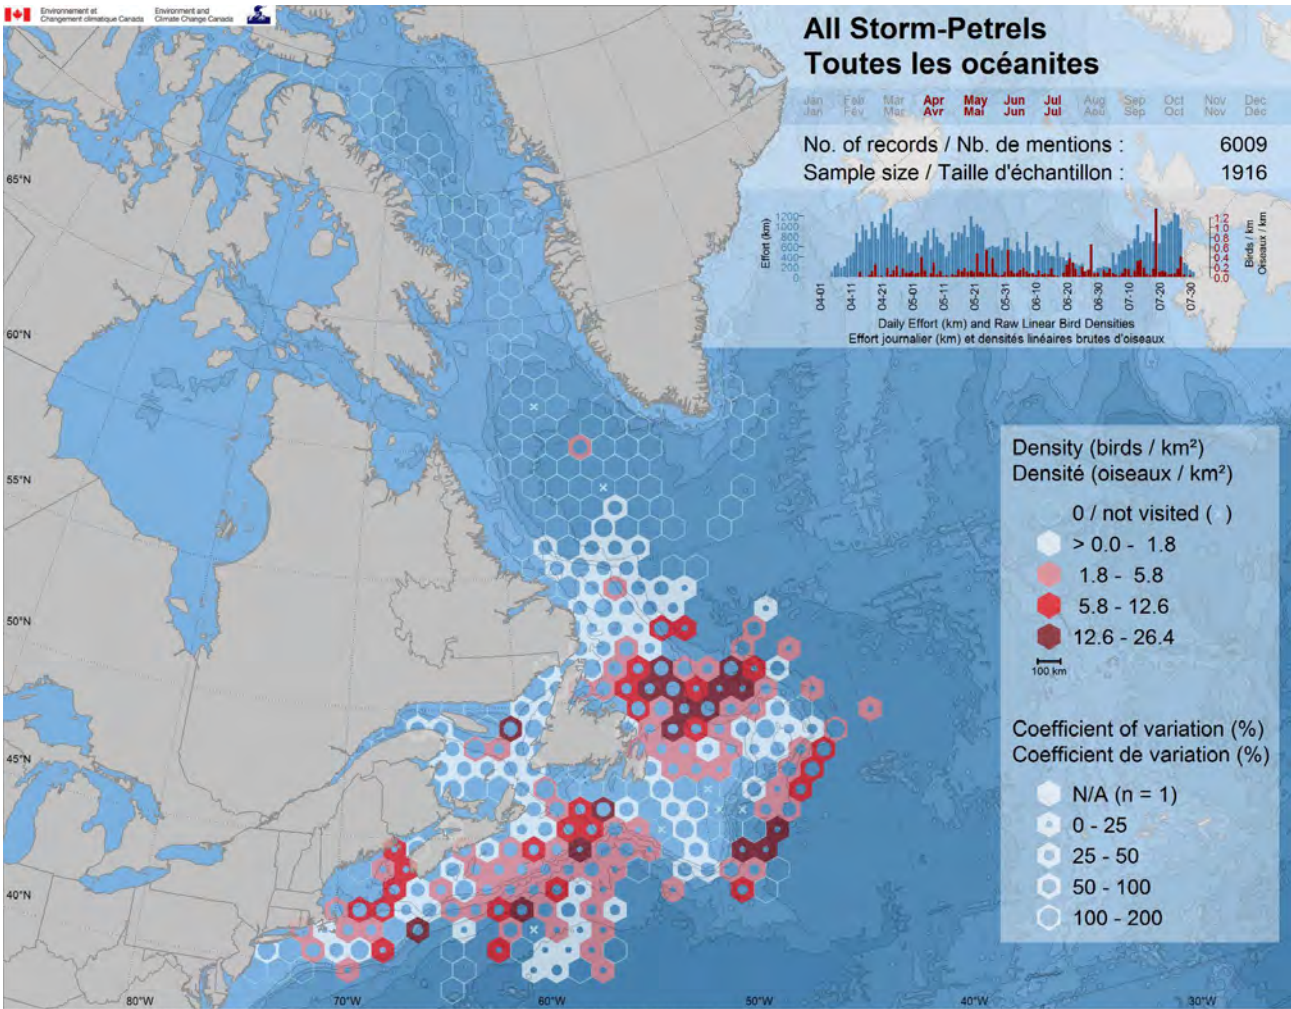 Environnement et
Changement climatique Canada
Environment and
Climate Change Canada
All Storm-Petrels
Toutes les océanites
Jan Feb Mar Apr May Jun Jul Aug Sep Oct Nov Dec
Jan Fév Mar Avr Mai Jun Jul Aoû Sep Oct Nov Déc
No. of records / Nb. de mentions : 6009
Sample size / Taille d'échantillon : 1916
Effort (km)
1200
1000
800
600
400
200
0
1.2
1.0
0.8
0.6
0.4
0.2
0.0
Birds / km
Oiseaux / km
04-01 04-11 04-21 05-01 05-11 05-21 05-31 06-10 06-20 06-30 07-10 07-20 07-30
Daily Effort (km) and Raw Linear Bird Densities
Effort journalier (km) et densités linéaires brutes d'oiseaux
65°N
60°N
55°N
50°N
45°N
40°N
80°W 70°W 60°W 50°W 40°W 30°W
Density (birds / km²)
Densité (oiseaux / km²)
0 / not visited ( )
> 0.0 - 1.8
1.8 - 5.8
5.8 - 12.6
12.6 - 26.4
100 km
Coefficient of variation (%)
Coefficient de variation (%)
N/A (n = 1)
0 - 25
25 - 50
50 - 100
100 - 200